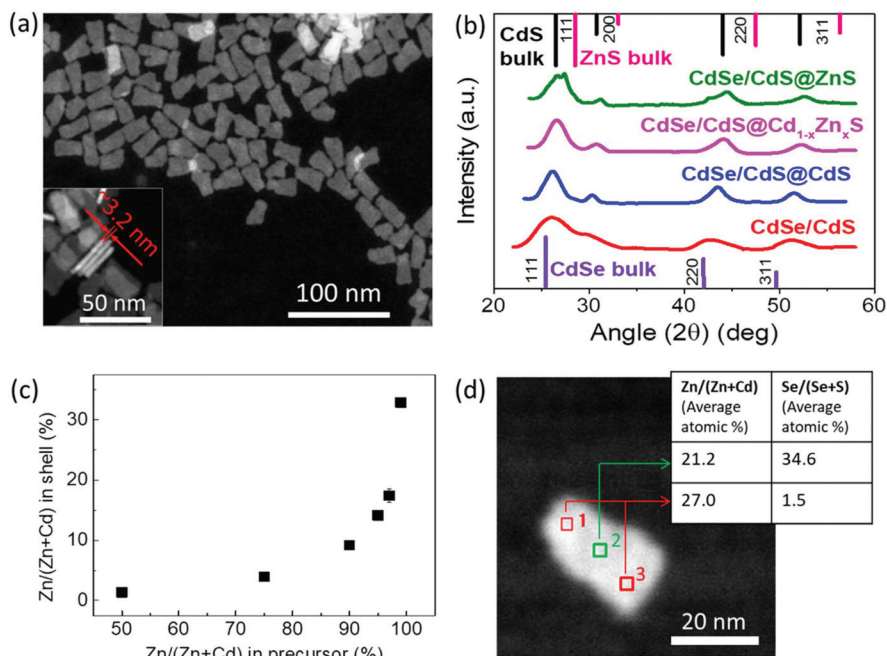 (a)
~3.2 nm
50 nm
100 nm
(b)
Intensity (a.u.)
CdS
bulk
111
ZnS bulk
200
220
311
CdSe/CdS@ZnS
CdSe/CdS@Cd1-xZnxS
CdSe/CdS@CdS
CdSe/CdS
111
CdSe bulk
220
311
20 30 40 50 60
Angle (2θ) (deg)
(c)
Zn/(Zn+Cd) in shell (%)
30
20
10
0
50 60 70 80 90 100
Zn/(Zn+Cd) in precursor (%)
(d)
Zn/(Zn+Cd) Se/(Se+S)
(Average (Average
atomic %) atomic %)
21.2 34.6
27.0 1.5
1
2
3
20 nm